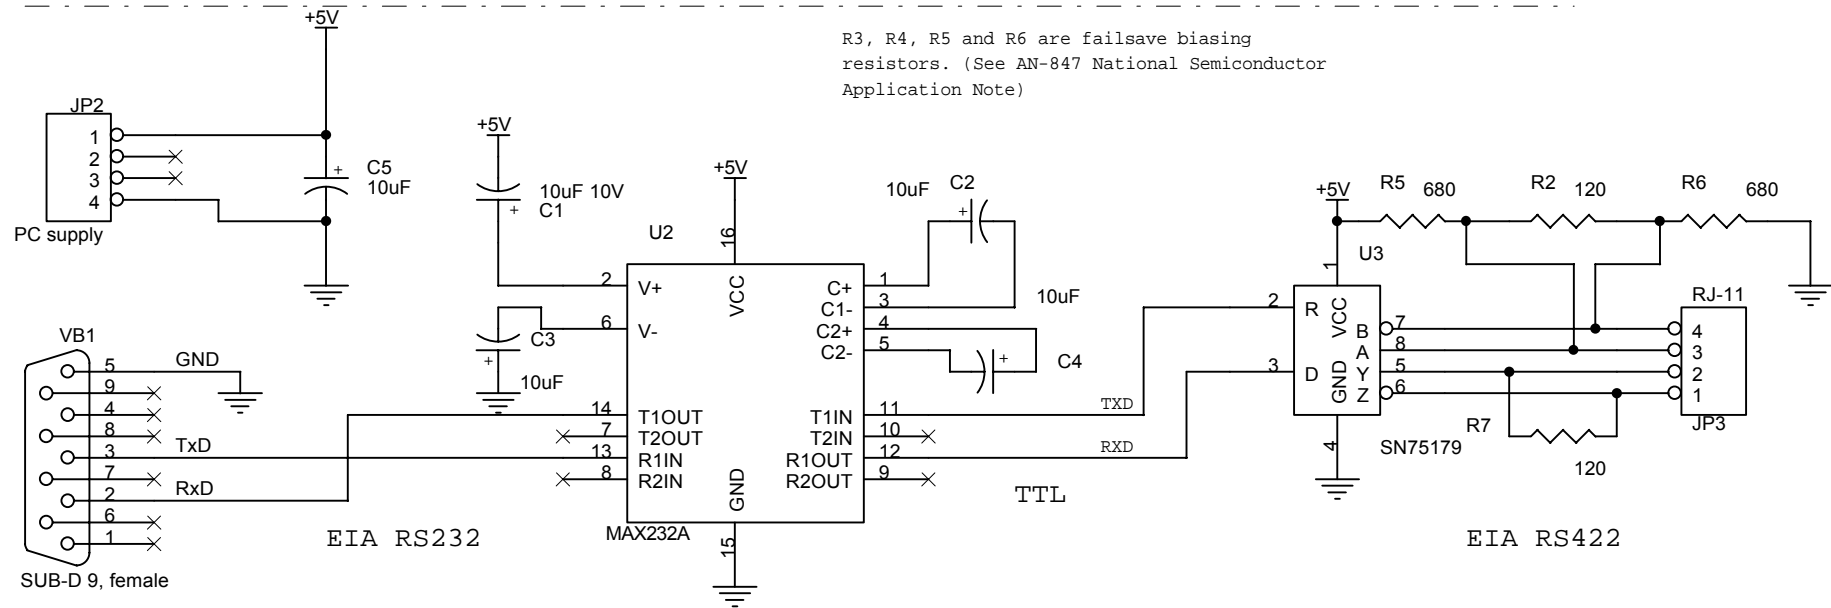 +5V
R3, R4, R5 and R6 are failsave biasing
resistors. (See AN-847 National Semiconductor
Application Note)
JP2
1
2
3
4
PC supply
+
C5
10uF
+5V
10uF 10V
+
C1
+5V
10uF
C2
+
U2
16
2
V+
VCC
C+
1
C1-
3
10uF
6
V-
C2+
4
C2-
5
+
C4
C3
+
10uF
14
T1OUT
T1IN
11
TXD
7
T2OUT
T2IN
10
13
R1IN
R1OUT
12
RXD
8
R2IN
R2OUT
9
GND
TTL
MAX232A
15
VB1
5
GND
9
4
8
3
TxD
7
2
RxD
6
1
SUB-D 9, female
EIA RS232
+5V
R5
680
R2
120
R6
680
U3
1
2
R
VCC
B
7
A
8
3
D
GND
Y
5
Z
6
4
SN75179
R7
120
RJ-11
4
3
2
1
JP3
EIA RS422